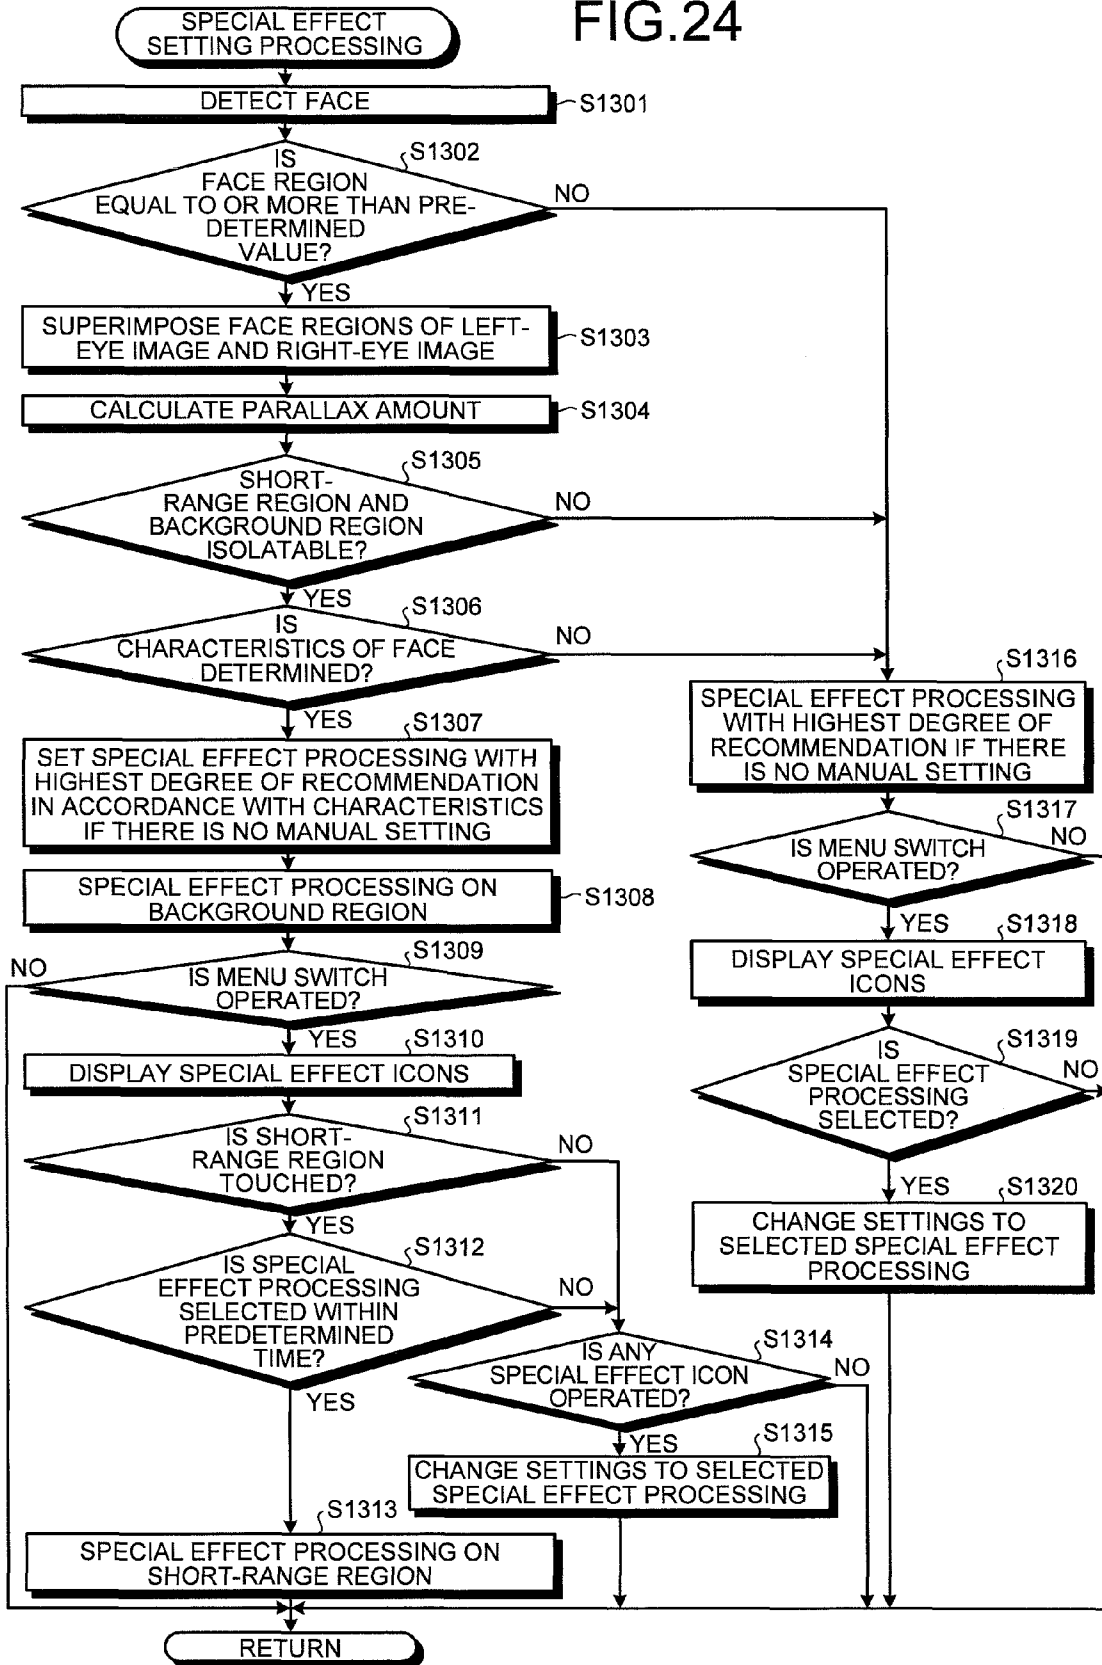 FIG.24
SPECIAL EFFECT
SETTING PROCESSING
DETECT FACE
S1301
S1302
IS
FACE REGION
EQUAL TO OR MORE THAN PRE-
DETERMINED
VALUE?
NO
YES
SUPERIMPOSE FACE REGIONS OF LEFT-
EYE IMAGE AND RIGHT-EYE IMAGE
S1303
CALCULATE PARALLAX AMOUNT
S1304
S1305
SHORT-
RANGE REGION AND
BACKGROUND REGION
ISOLATABLE?
NO
YES
S1306
IS
CHARACTERISTICS OF FACE
DETERMINED?
NO
YES
S1307
SET SPECIAL EFFECT PROCESSING WITH
HIGHEST DEGREE OF RECOMMENDATION
IN ACCORDANCE WITH CHARACTERISTICS
IF THERE IS NO MANUAL SETTING
SPECIAL EFFECT PROCESSING ON
BACKGROUND REGION
S1308
S1309
NO
IS MENU SWITCH
OPERATED?
YES
S1310
DISPLAY SPECIAL EFFECT ICONS
S1311
IS SHORT-
RANGE REGION
TOUCHED?
NO
YES
S1312
IS SPECIAL
EFFECT PROCESSING
SELECTED WITHIN
PREDETERMINED
TIME?
NO
YES
S1313
SPECIAL EFFECT PROCESSING ON
SHORT-RANGE REGION
S1314
IS ANY
SPECIAL EFFECT ICON
OPERATED?
NO
YES
S1315
CHANGE SETTINGS TO SELECTED
SPECIAL EFFECT PROCESSING
S1316
SPECIAL EFFECT PROCESSING
WITH HIGHEST DEGREE OF
RECOMMENDATION IF THERE
IS NO MANUAL SETTING
S1317
IS MENU SWITCH
OPERATED?
NO
YES
S1318
DISPLAY SPECIAL EFFECT
ICONS
S1319
IS
SPECIAL EFFECT
PROCESSING
SELECTED?
NO
YES
S1320
CHANGE SETTINGS TO
SELECTED SPECIAL EFFECT
PROCESSING
RETURN